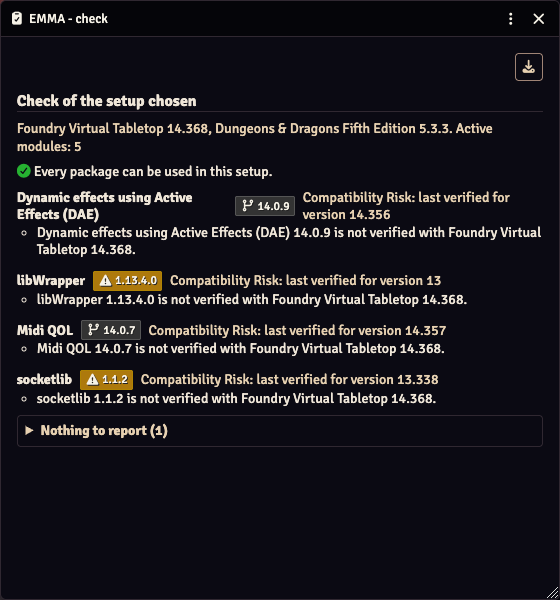 EMMA - check
Check of the setup chosen
Foundry Virtual Tabletop 14.368, Dungeons & Dragons Fifth Edition 5.3.3. Active
modules: 5
Every package can be used in this setup.
Dynamic effects using Active
Effects (DAE)
14.0.9
Compatibility Risk: last verified for
version 14.356
Dynamic effects using Active Effects (DAE) 14.0.9 is not verified with Foundry Virtual
Tabletop 14.368.
libWrapper 1.13.4.0 Compatibility Risk: last verified for version 13
libWrapper 1.13.4.0 is not verified with Foundry Virtual Tabletop 14.368.
Midi QOL 14.0.7 Compatibility Risk: last verified for version 14.357
Midi QOL 14.0.7 is not verified with Foundry Virtual Tabletop 14.368.
socketlib 1.1.2 Compatibility Risk: last verified for version 13.338
socketlib 1.1.2 is not verified with Foundry Virtual Tabletop 14.368.
Nothing to report (1)